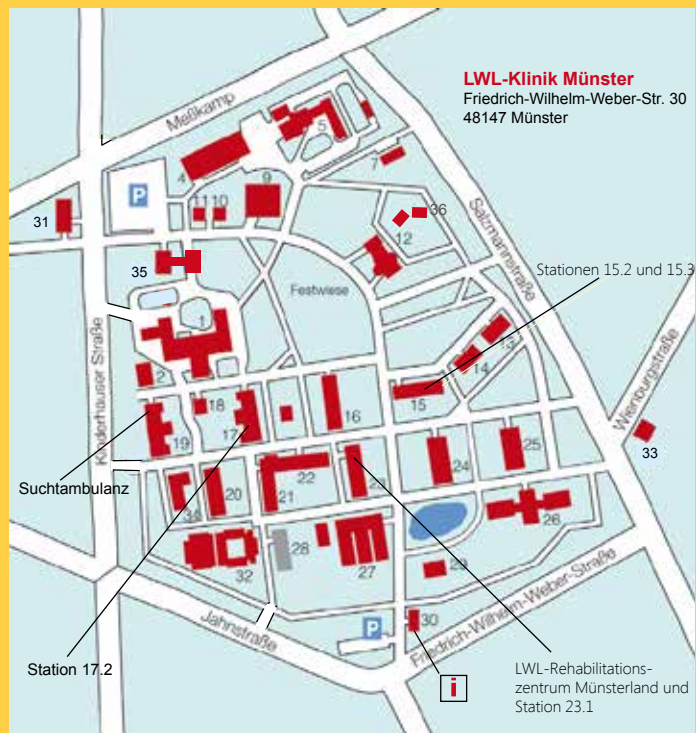 LWL-Klinik Münster
Friedrich-Wilhelm-Weber-Str. 30
48147 Münster
Meßkamp
5
4
7
P
9
31
11
10
36
12
Salzmannstraße
35
Stationen 15.2 und 15.3
Festwiese
1
13
14
Kinderhauser Straße
2
15
Wienburgstraße
18
16
17
19
33
Suchtambulanz
22
24
25
34
20
21
23
26
28
32
27
29
Jahnstraße
30
P
Friedrich-Wilhelm-Weber-Straße
Station 17.2
i
LWL-Rehabilitations-
zentrum Münsterland und
Station 23.1